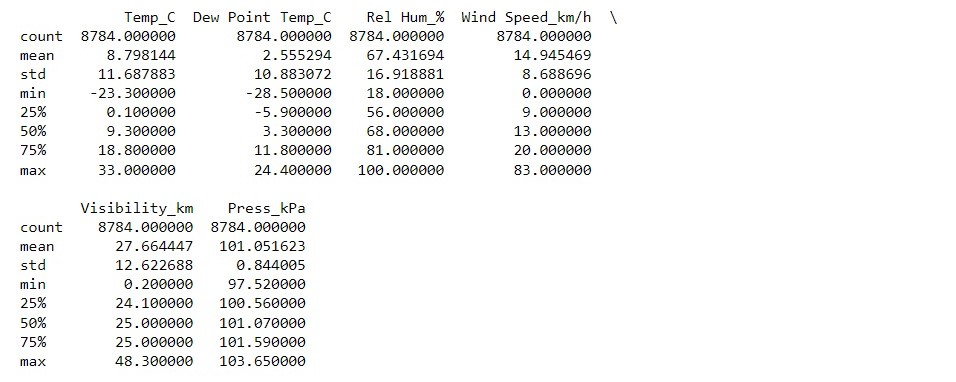 Temp_C Dew Point Temp_C Rel Hum_% Wind Speed_km/h \
count 8784.000000 8784.000000 8784.000000 8784.000000
mean 8.798144 2.555294 67.431694 14.945469
std 11.687883 10.883072 16.918881 8.688696
min -23.300000 -28.500000 18.000000 0.000000
25% 0.100000 -5.900000 56.000000 9.000000
50% 9.300000 3.300000 68.000000 13.000000
75% 18.800000 11.800000 81.000000 20.000000
max 33.000000 24.400000 100.000000 83.000000
Visibility_km Press_kPa
count 8784.000000 8784.000000
mean 27.664447 101.051623
std 12.622688 0.844005
min 0.200000 97.520000
25% 24.100000 100.560000
50% 25.000000 101.070000
75% 25.000000 101.590000
max 48.300000 103.650000